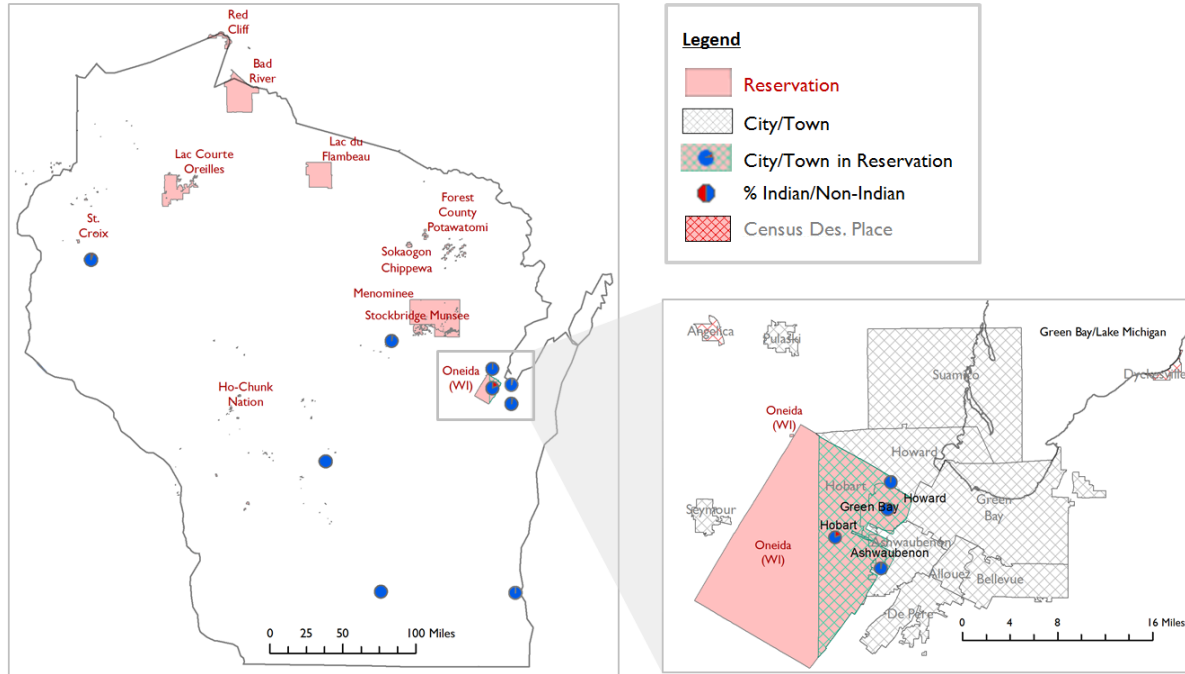 Red
Cliff
Bad
River
Lac du
Flambeau
Lac Courte
Oreilles
Forest
County
Potawatomi
St.
Croix
Sokaogon
Chippewa
Menominee
Stockbridge Munsee
Oneida
(WI)
Ho-Chunk
Nation
0 25 50 100 Miles
Legend
Reservation
City/Town
City/Town in Reservation
% Indian/Non-Indian
Census Des. Place
Angelica
Pulaski
Green Bay/Lake Michigan
Suamico
Dyckesville
Oneida
(WI)
Howard
Hobart
Howard
Green Bay
Green
Bay
Seymour
Hobart
Ashwaubenon
Ashwaubenon
Oneida
(WI)
Allouez
Bellevue
De Pere
0 4 8 16 Miles